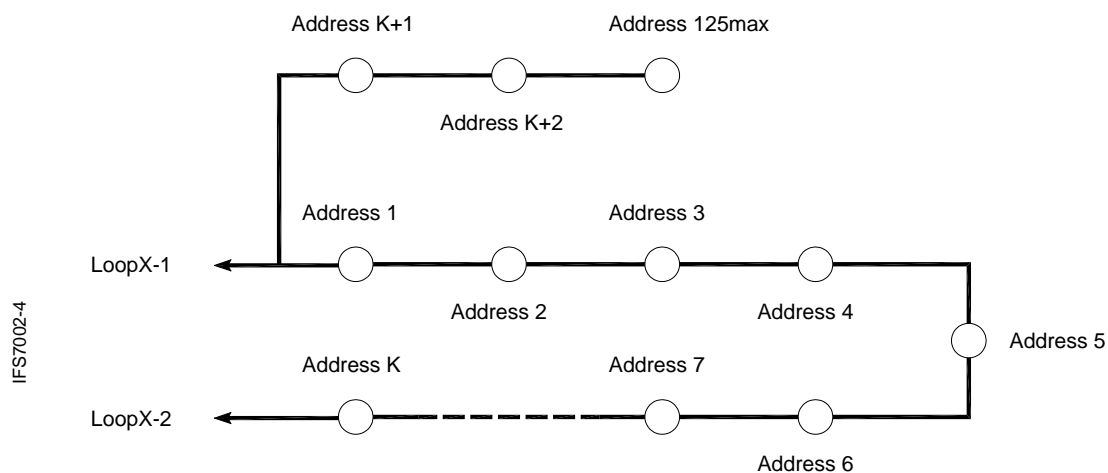 Address K+1
Address 125max
Address K+2
Address 1
Address 3
LoopX-1
Address 2
Address 4
Address 5
Address K
Address 7
LoopX-2
Address 6
IFS7002-4